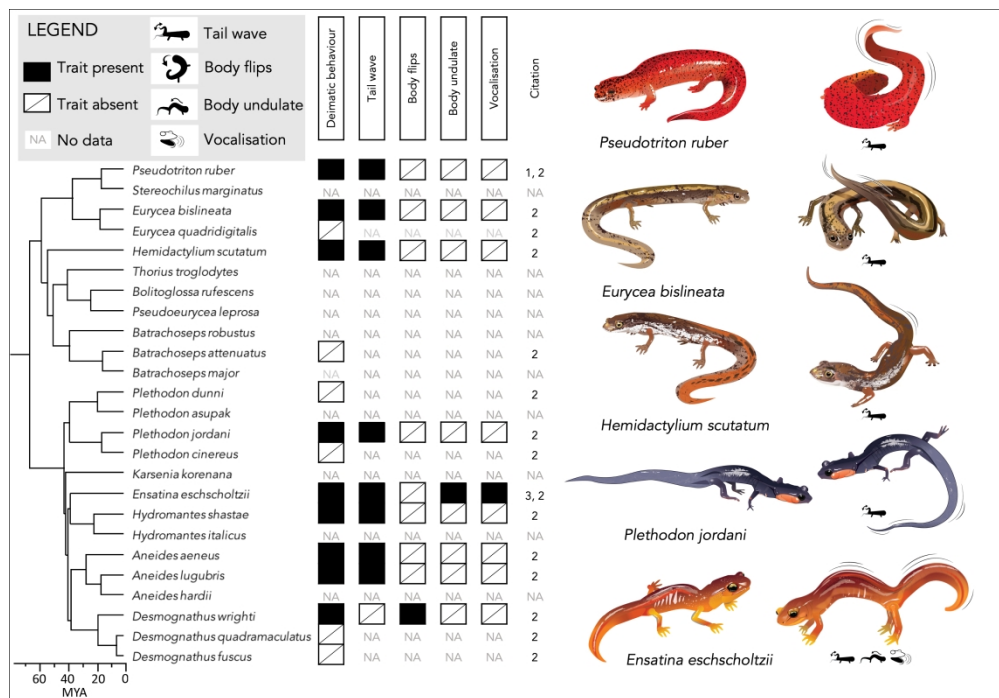 LEGEND
Trait present
Trait absent
NA No data
Tail wave
Body flips
Body undulate
Vocalisation
Deimatic behaviour
Tail wave
Body flips
Body undulate
Vocalisation
Citation
Pseudotriton ruber 1, 2
Stereochilus marginatus NA NA NA NA NA NA
Eurycea bislineata 2
Eurycea quadridigitalis NA NA NA NA 2
Hemidactylium scutatum 2
Thorius troglodytes NA NA NA NA NA NA
Bolitoglossa rufescens NA NA NA NA NA NA
Pseudoeurycea leprosa NA NA NA NA NA NA
Batrachoseps robustus NA NA NA NA NA NA
Batrachoseps attenuatus NA NA NA NA 2
Batrachoseps major NA NA NA NA NA NA
Plethodon dunni NA NA NA NA 2
Plethodon asupak NA NA NA NA NA NA
Plethodon jordani 2
Plethodon cinereus NA NA NA NA 2
Karsenia korenana NA NA NA NA NA NA
Ensatina eschscholtzii 3, 2
Hydromantes shastae 2
Hydromantes italicus NA NA NA NA NA NA
Aneides aeneus 2
Aneides lugubris 2
Aneides hardii NA NA NA NA NA NA
Desmognathus wrighti 2
Desmognathus quadramaculatus NA NA NA NA 2
Desmognathus fuscus NA NA NA NA 2
60 40 20 0
MYA
Pseudotriton ruber
Eurycea bislineata
Hemidactylium scutatum
Plethodon jordani
Ensatina eschscholtzii